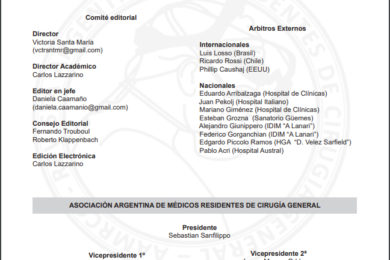 Comité editorial
Director
Victoria Santa María
(vctrantmr@gmail.com)
Director Académico
Carlos Lazzarino
Editor en jefe
Daniela Caamaño
(daniela.caamano@gmail.com)
Consejo Editorial
Fernando Trouboul
Roberto Klappenbach
Edición Electrónica
Carlos Lazzarino
Arbitros Externos
Internacionales
Luis Losso (Brasil)
Ricardo Rossi (Chile)
Phillip Caushaj (EEUU)
Nacionales
Eduardo Arribalzaga (Hospital de Clínicas)
Juan Pekolj (Hospital Italiano)
Mariano Giménez (Hospital de Clínicas)
Esteban Grozna (Sanatorio Güemes)
Alejandro Giunippero (IDIM “A Lanari”)
Federico Gorganchian (IDIM “A Lanari”)
Edgardo Piccolo Ramos (HGA “D. Velez Sarfield”)
Pablo Acri (Hospital Austral)
ASOCIACIÓN ARGENTINA DE MÉDICOS RESIDENTES DE CIRUGÍA GENERAL
Presidente
Sebastian Sanfilippo
Vicepresidente 1º
Vicepresidente 2º